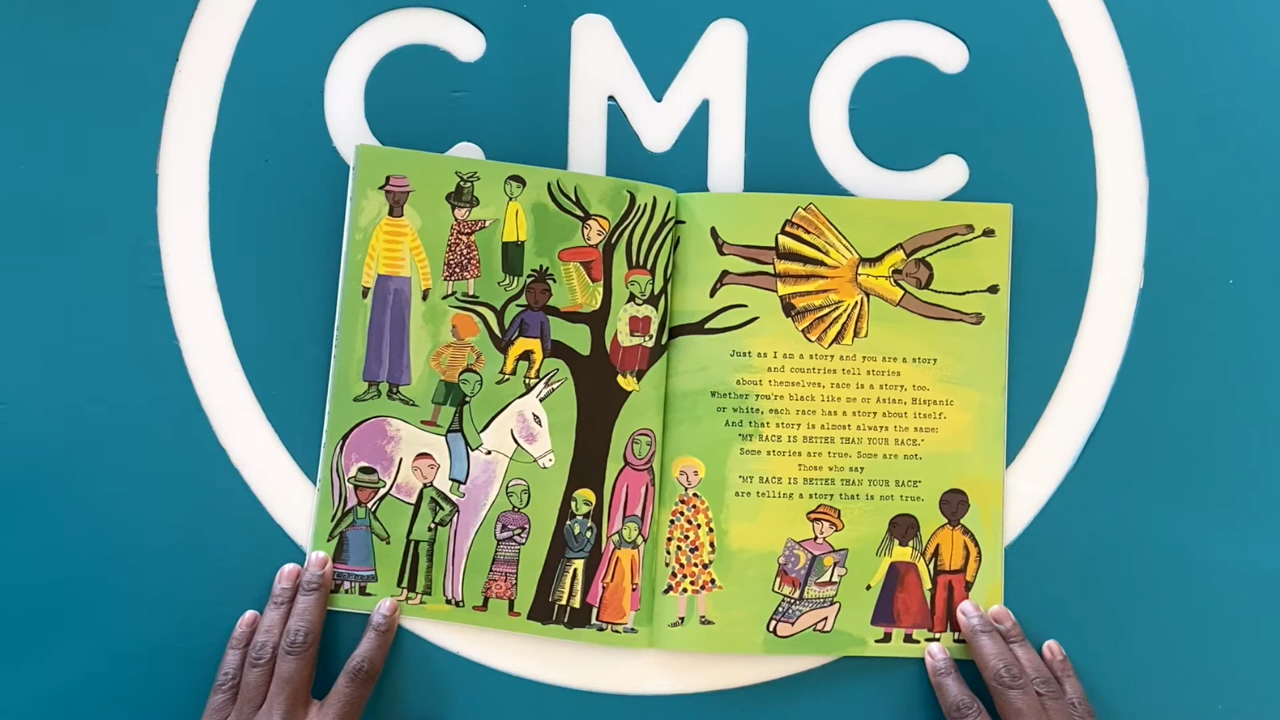 CMC
Just as I am a story and you are a story
and countries tell stories
about themselves, race is a story, too.
Whether you're black like me or Asian, Hispanic
or white, each race has a story about itself.
And that story is almost always the same:
"MY RACE IS BETTER THAN YOUR RACE."
Some stories are true. Some are not.
Those who say
"MY RACE IS BETTER THAN YOUR RACE"
are telling a story that is not true.